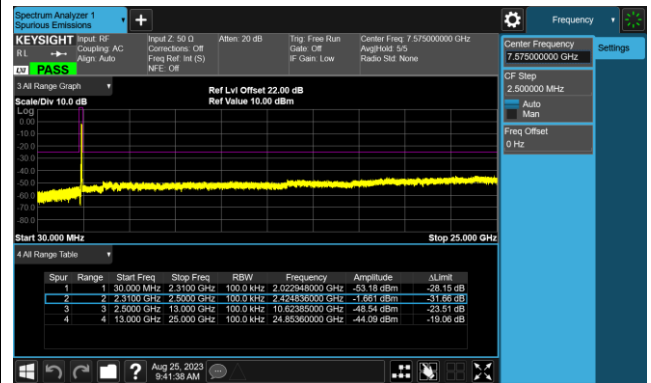 Spectrum Analyzer 1
Spurious Emissions
Frequency
KEYSIGHT Input: RF Input Z: 50 Ω Atten: 20 dB Trig: Free Run Center Freq: 7.575000000 GHz
RL Coupling: AC Corrections: Off Gate: Off Avg|Hold: 5/5
Align: Auto Freq Ref: Int (S) IF Gain: Low Radio Std: None
LXI PASS NFE: Off
Center Frequency
7.575000000 GHz
Settings
CF Step
2.500000 MHz
Auto
Man
Freq Offset
0 Hz
3 All Range Graph
Ref Lvl Offset 22.00 dB
Scale/Div 10.0 dB Ref Value 10.00 dBm
Log
0.00
-10.0
-20.0
-30.0
-40.0
-50.0
-60.0
-70.0
-80.0
Start 30.000 MHz Stop 25.000 GHz
4 All Range Table
Spur Range Start Freq Stop Freq RBW Frequency Amplitude ΔLimit
1 1 30.000 MHz 2.3100 GHz 100.0 kHz 2.022948000 GHz -53.18 dBm -28.15 dB
2 2 2.3100 GHz 2.5000 GHz 100.0 kHz 2.424836000 GHz -1.661 dBm -31.66 dB
3 3 2.5000 GHz 13.000 GHz 100.0 kHz 10.62385000 GHz -48.54 dBm -23.51 dB
4 4 13.000 GHz 25.000 GHz 100.0 kHz 24.85360000 GHz -44.09 dBm -19.06 dB
? Aug 25, 2023
9:41:38 AM